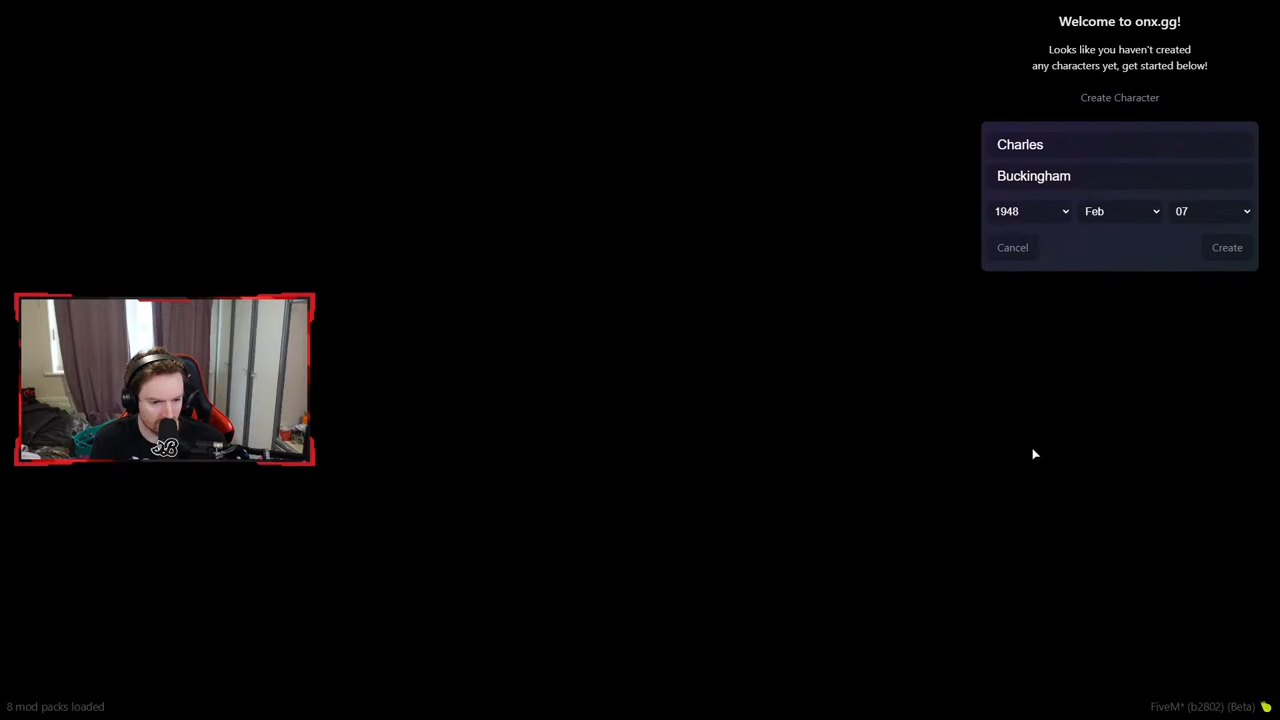 Welcome to onx.gg!
Looks like you haven't created
any characters yet, get started below!
Create Character
Charles
Buckingham
1948 Feb 07
Cancel Create
8 mod packs loaded
FiveM* (b2802) (Beta)